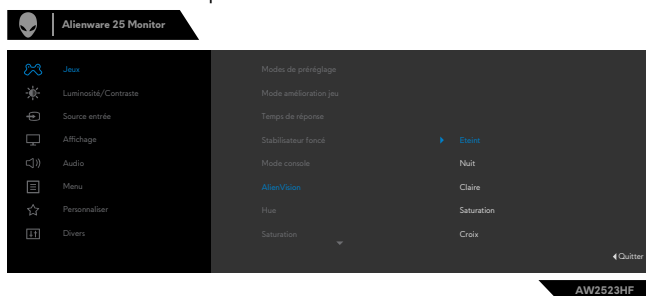 Alienware 25 Monitor
Jeux
Modes de préréglage
Luminosité/Contraste
Mode amélioration jeu
Source entrée
Temps de réponse
Affichage
Stabilisateur foncé
Eteint
Audio
Mode console
Nuit
Menu
AlienVision
Claire
Personnaliser
Hue
Saturation
Divers
Saturation
Croix
Quitter
AW2523HF